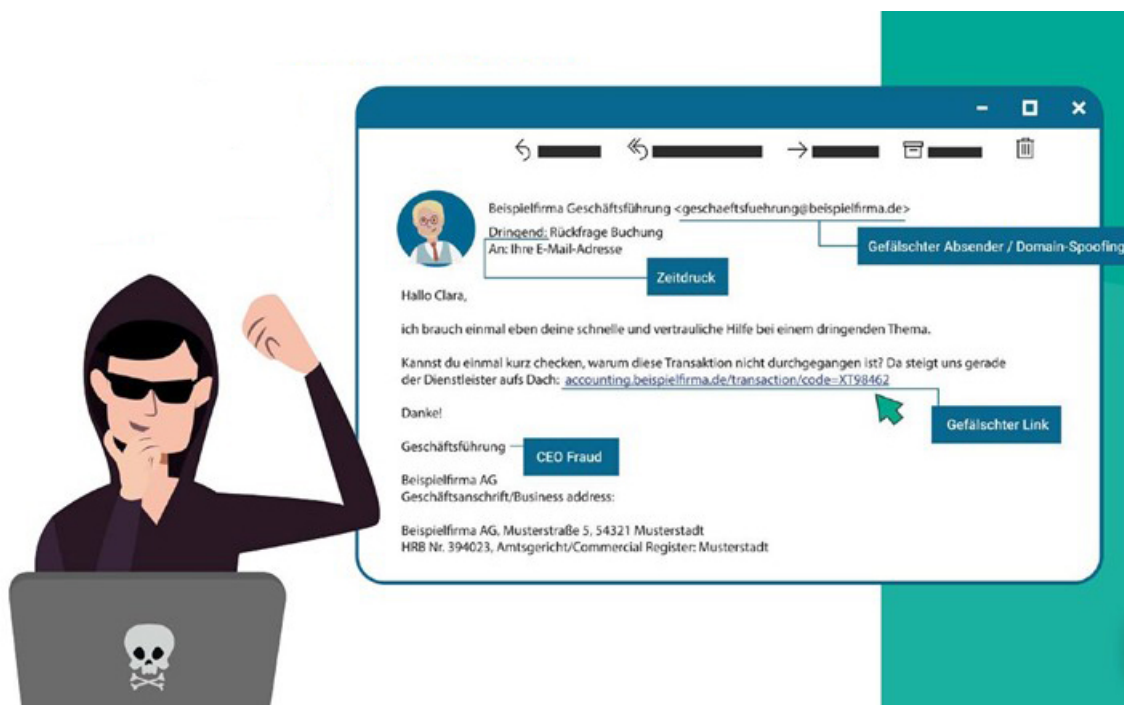 Beispielfirma Geschäftsführung <geschaeftsfuehrung@beispielfirma.de>
Gefälschter Absender / Domain-Spoofing
Dringend: Rückfrage Buchung
An: Ihre E-Mail-Adresse
Zeitdruck
Hallo Clara,
ich brauch einmal eben deine schnelle und vertrauliche Hilfe bei einem dringenden Thema.
Kannst du einmal kurz checken, warum diese Transaktion nicht durchgegangen ist? Da steigt uns gerade
der Dienstleister aufs Dach: accounting.beispielfirma.de/transaction/code=XT98462
Gefälschter Link
Danke!
Geschäftsführung
CEO Fraud
Beispielfirma AG
Geschäftsanschrift/Business address:
Beispielfirma AG, Musterstraße 5, 54321 Musterstadt
HRB Nr. 394023, Amtsgericht/Commercial Register: Musterstadt